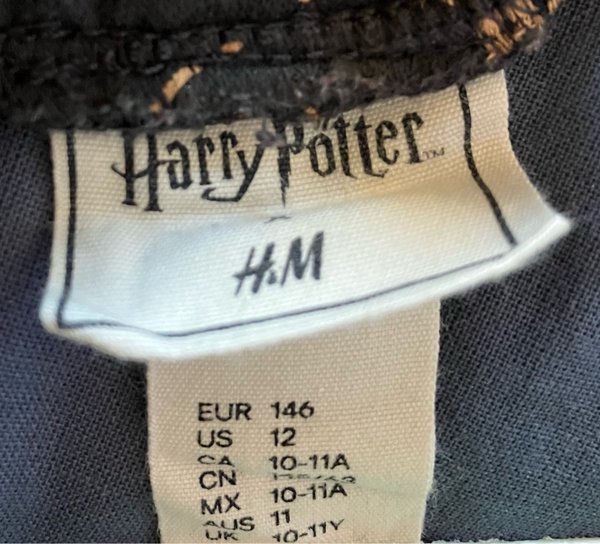 Harry Potter™
×
H&M
EUR 146
US 12
CA 10-11A
CN
MX 10-11A
AUS 11
UK 10-11Y